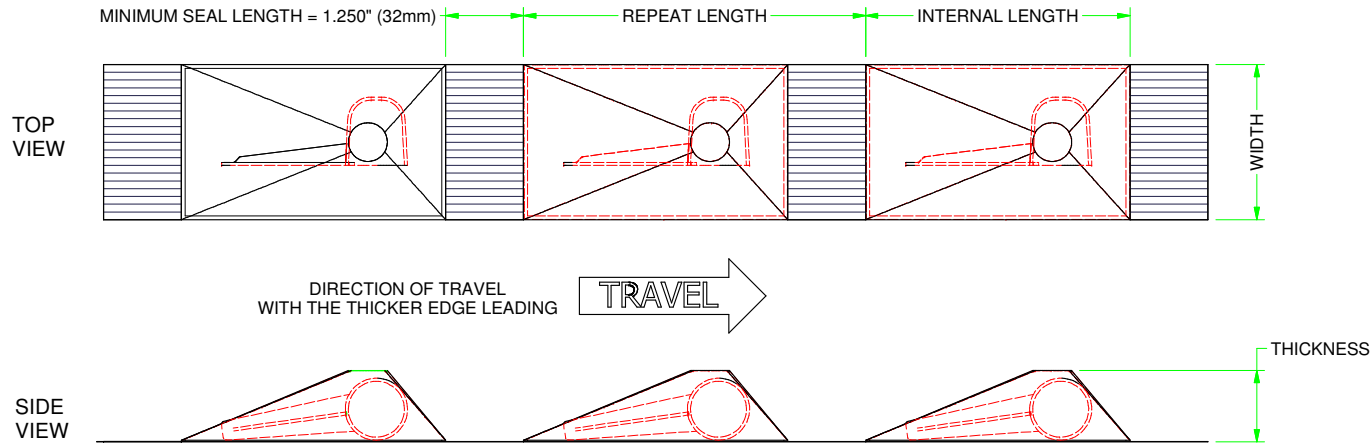 MINIMUM SEAL LENGTH = 1.250" (32mm)
REPEAT LENGTH
INTERNAL LENGTH
TOP
VIEW
WIDTH
DIRECTION OF TRAVEL
WITH THE THICKER EDGE LEADING
TRAVEL
THICKNESS
SIDE
VIEW